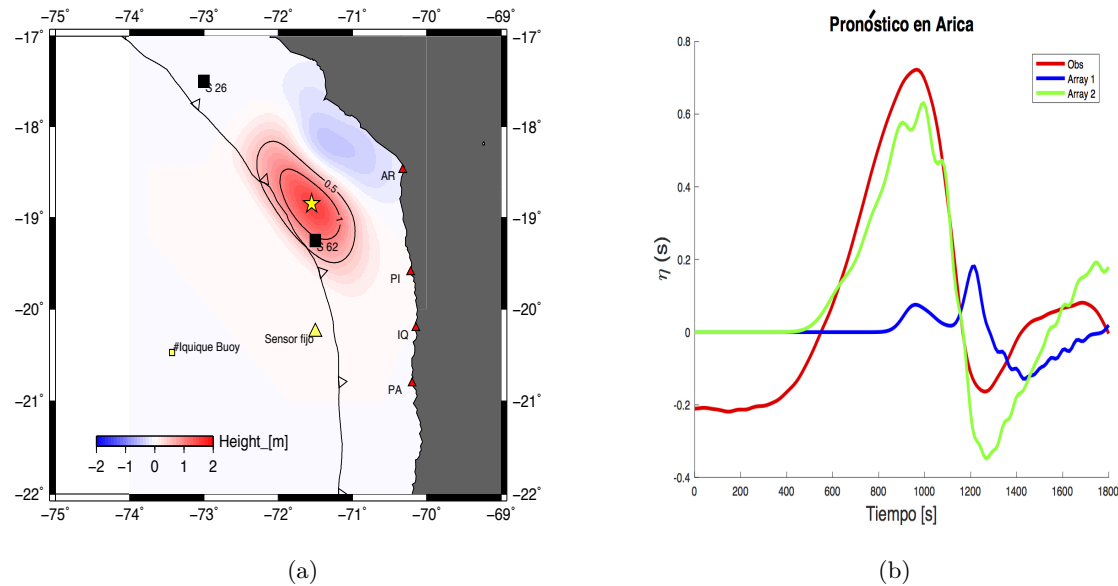 −75 −74 −73 −72 −71 −70 −69
−17 −17
S 26
−18 −18
AR
0.5
1
−19 −19
S 62
PI
−20 −20
Sensor fijo
IQ
#Iquique Buoy
PA
−21 −21
Height_[m]
−2 −1 0 1 2
−22 −22
−75 −74 −73 −72 −71 −70 −69
(a)
Pronóstico en Arica
0.8
Obs
Array 1
Array 2
0.6
0.4
η (s)
0.2
0
-0.2
-0.4
0 200 400 600 800 1000 1200 1400 1600 1800
Tiempo [s]
(b)